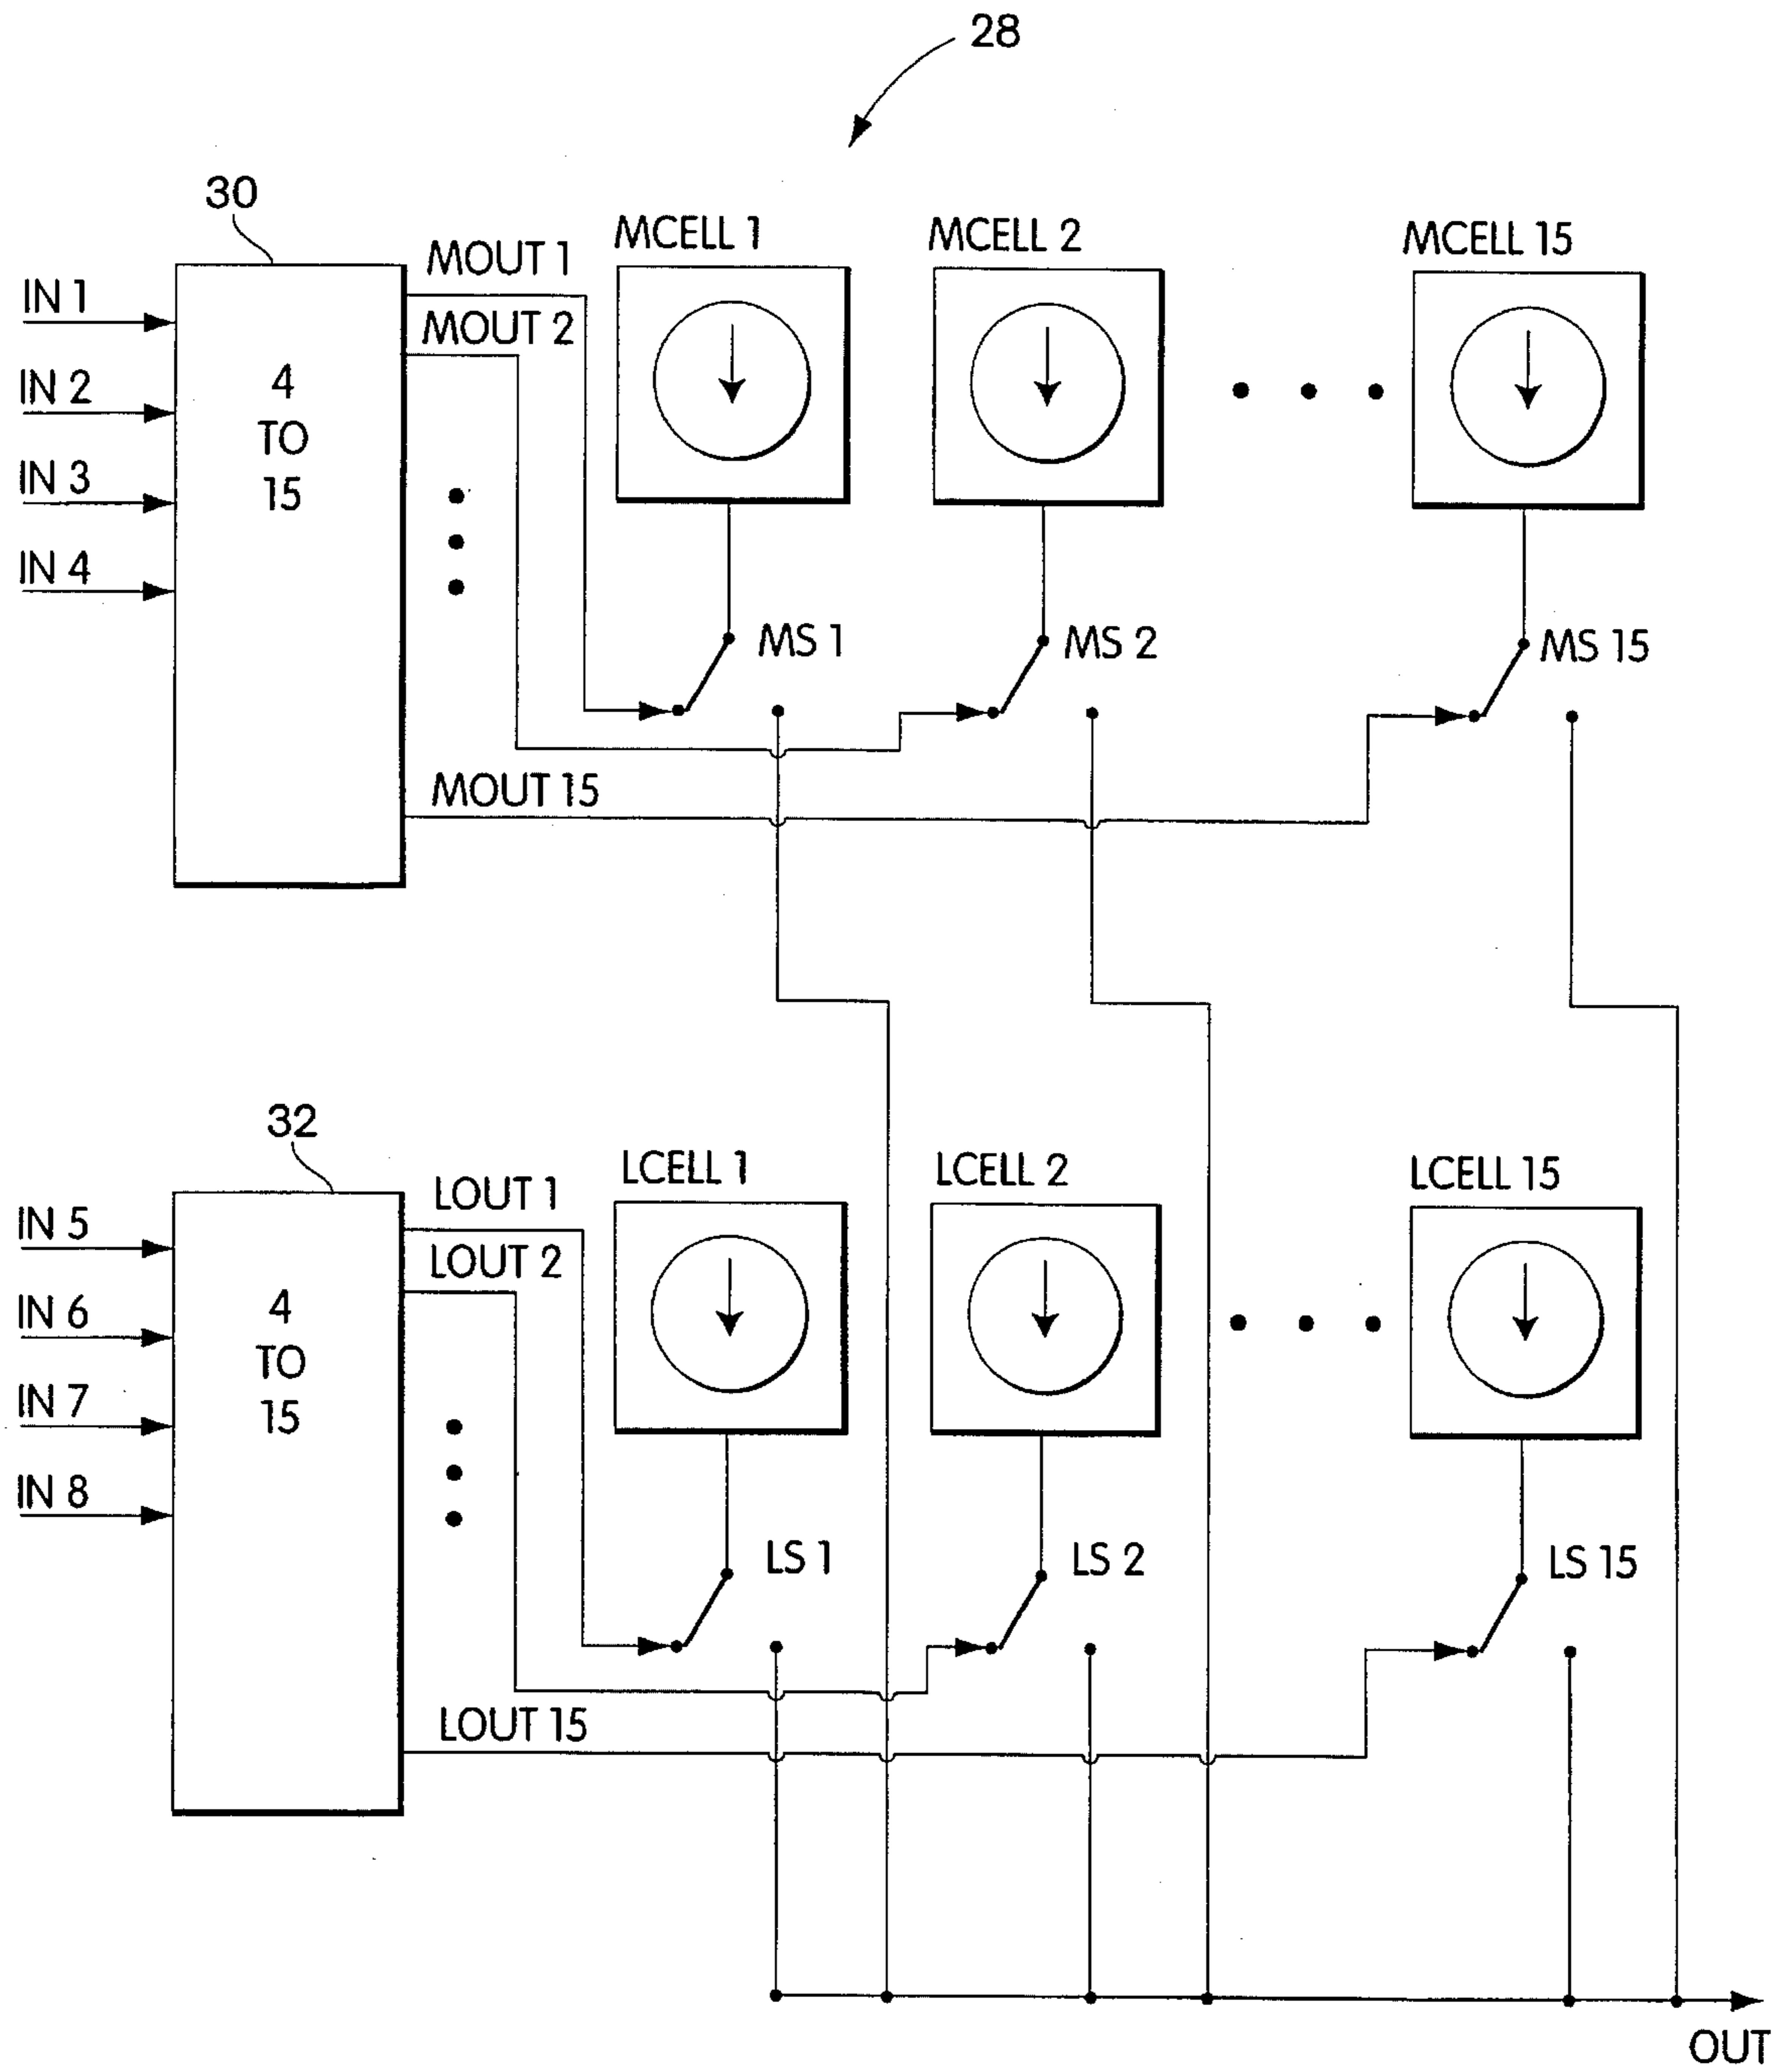 28
30
MCELL 1
MCELL 2
MCELL 15
MOUT 1
MOUT 2
IN 1
IN 2
IN 3
IN 4
4
TO
15
MS 1
MS 2
MS 15
MOUT 15
32
LCELL 1
LCELL 2
LCELL 15
LOUT 1
LOUT 2
IN 5
IN 6
IN 7
IN 8
4
TO
15
LS 1
LS 2
LS 15
LOUT 15
OUT